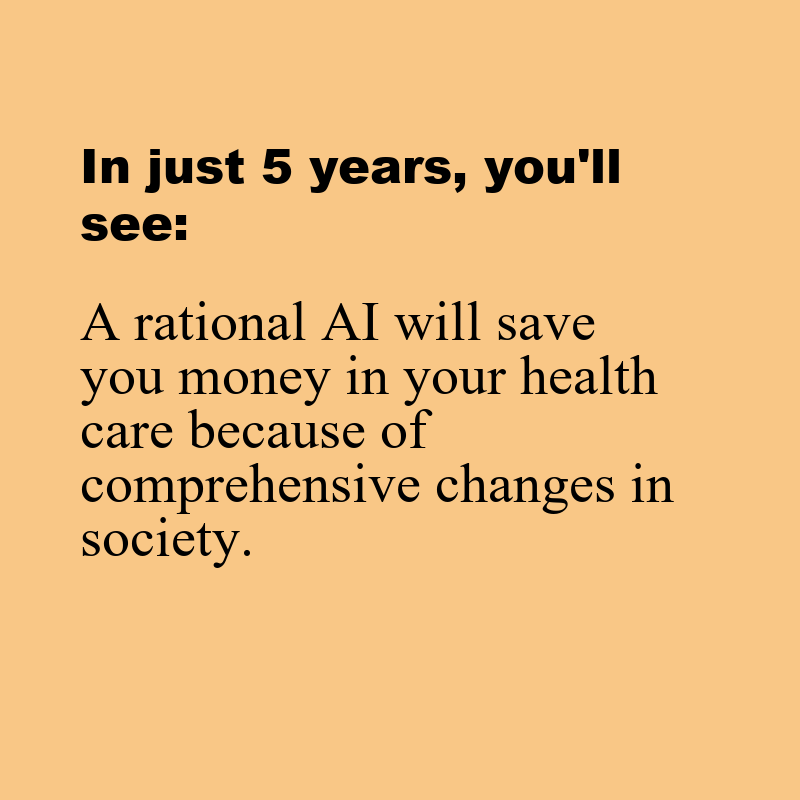 In just 5 years, you'll
see:
A rational AI will save
you money in your health
care because of
comprehensive changes in
society.